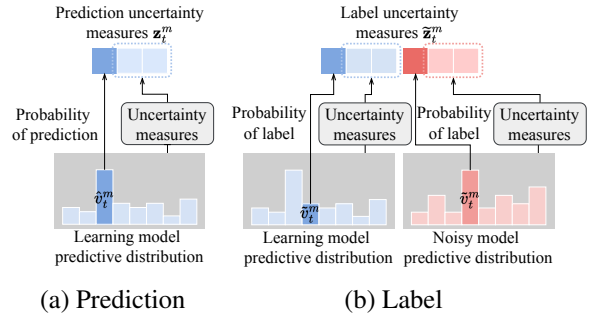 Prediction uncertainty
measures z_t^m
Probability
of prediction
Uncertainty
measures
v̂_t^m
Learning model
predictive distribution
(a) Prediction
Label uncertainty
measures z̃_t^m
Probability
of label
Uncertainty
measures
Probability
of label
Uncertainty
measures
ṽ_t^m
ṽ_t^m
Learning model
predictive distribution
Noisy model
predictive distribution
(b) Label